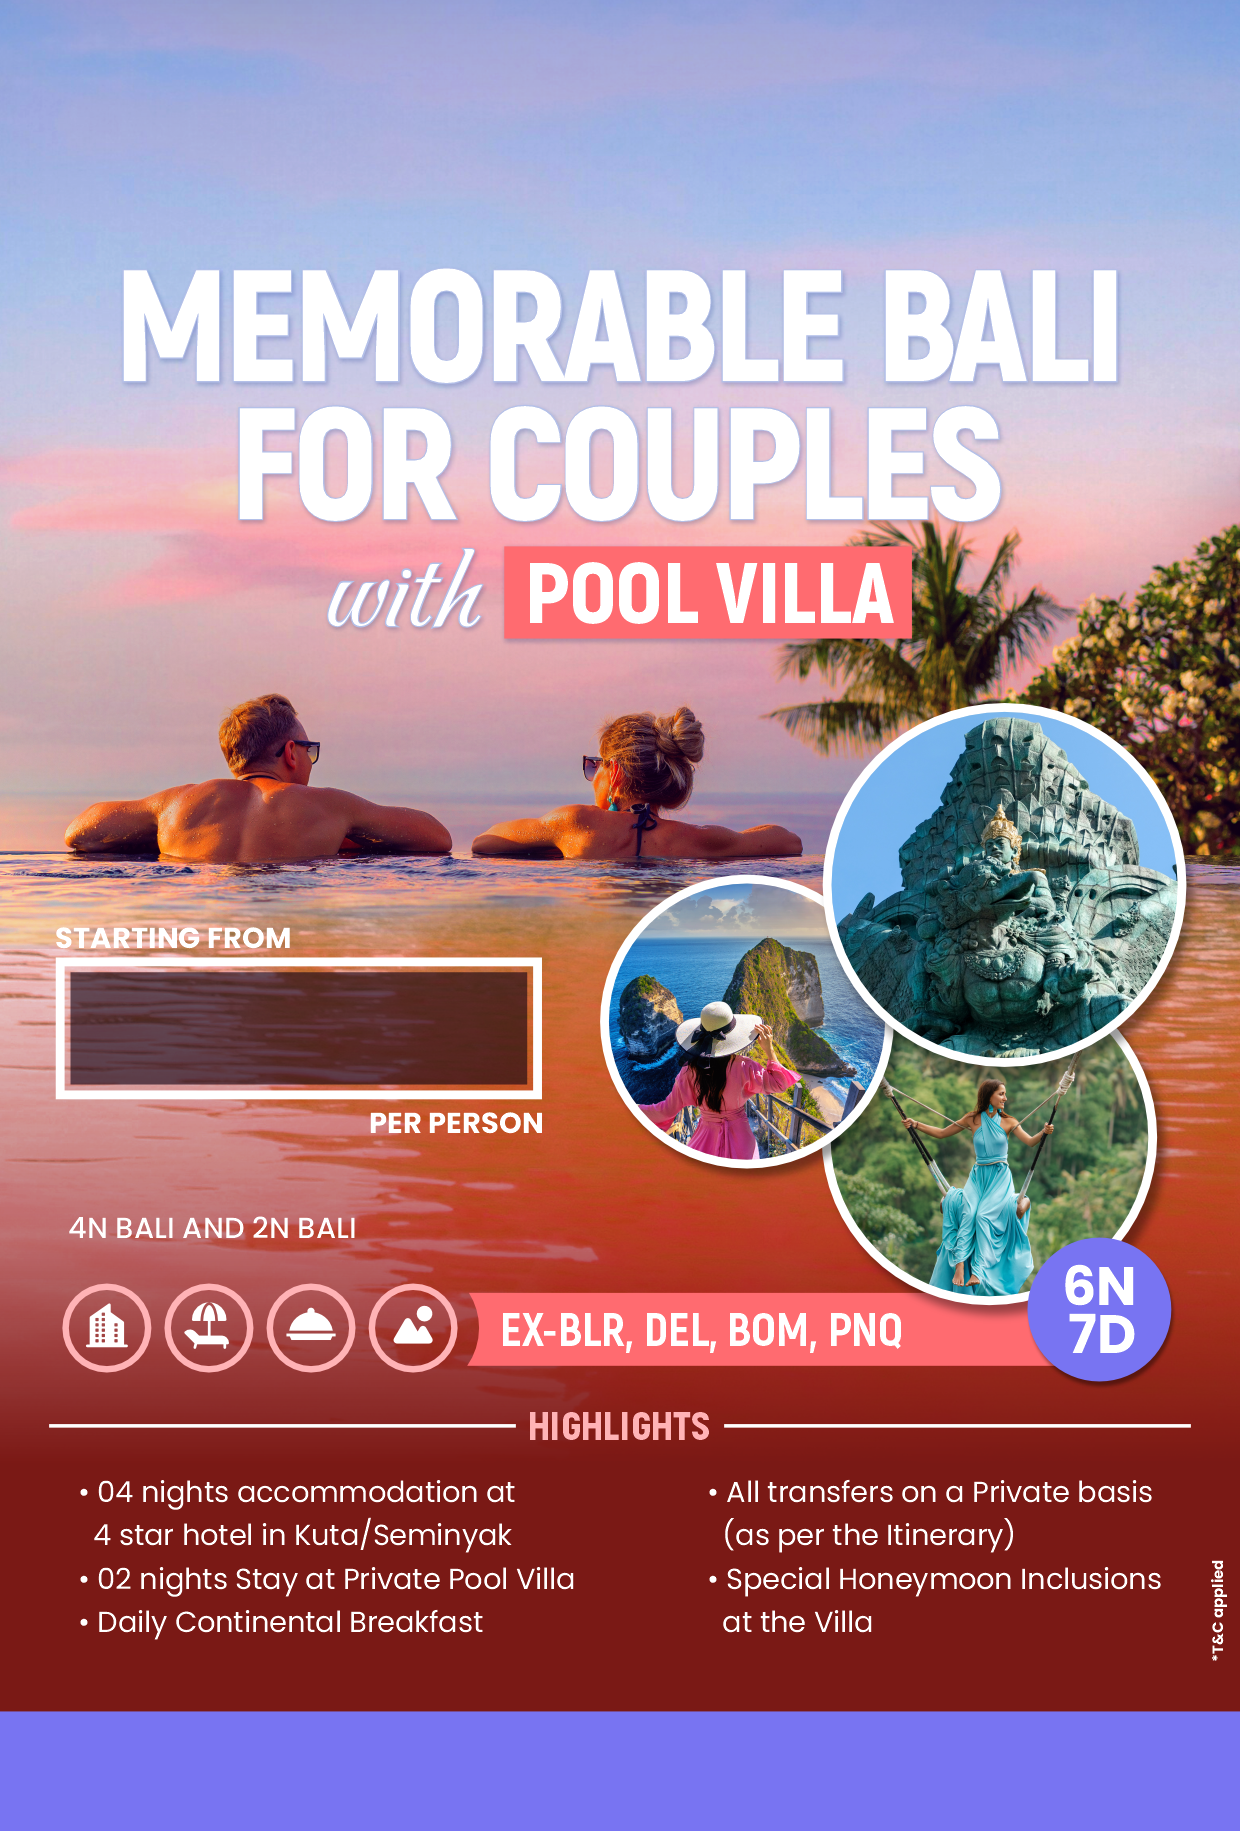 MEMORABLE BALI
FOR COUPLES
with POOL VILLA
STARTING FROM
PER PERSON
4N BALI AND 2N BALI
EX-BLR, DEL, BOM, PNQ
6N
7D
HIGHLIGHTS
• 04 nights accommodation at
4 star hotel in Kuta/Seminyak
• 02 nights Stay at Private Pool Villa
• Daily Continental Breakfast
• All transfers on a Private basis
(as per the Itinerary)
• Special Honeymoon Inclusions
at the Villa
*T&C applied